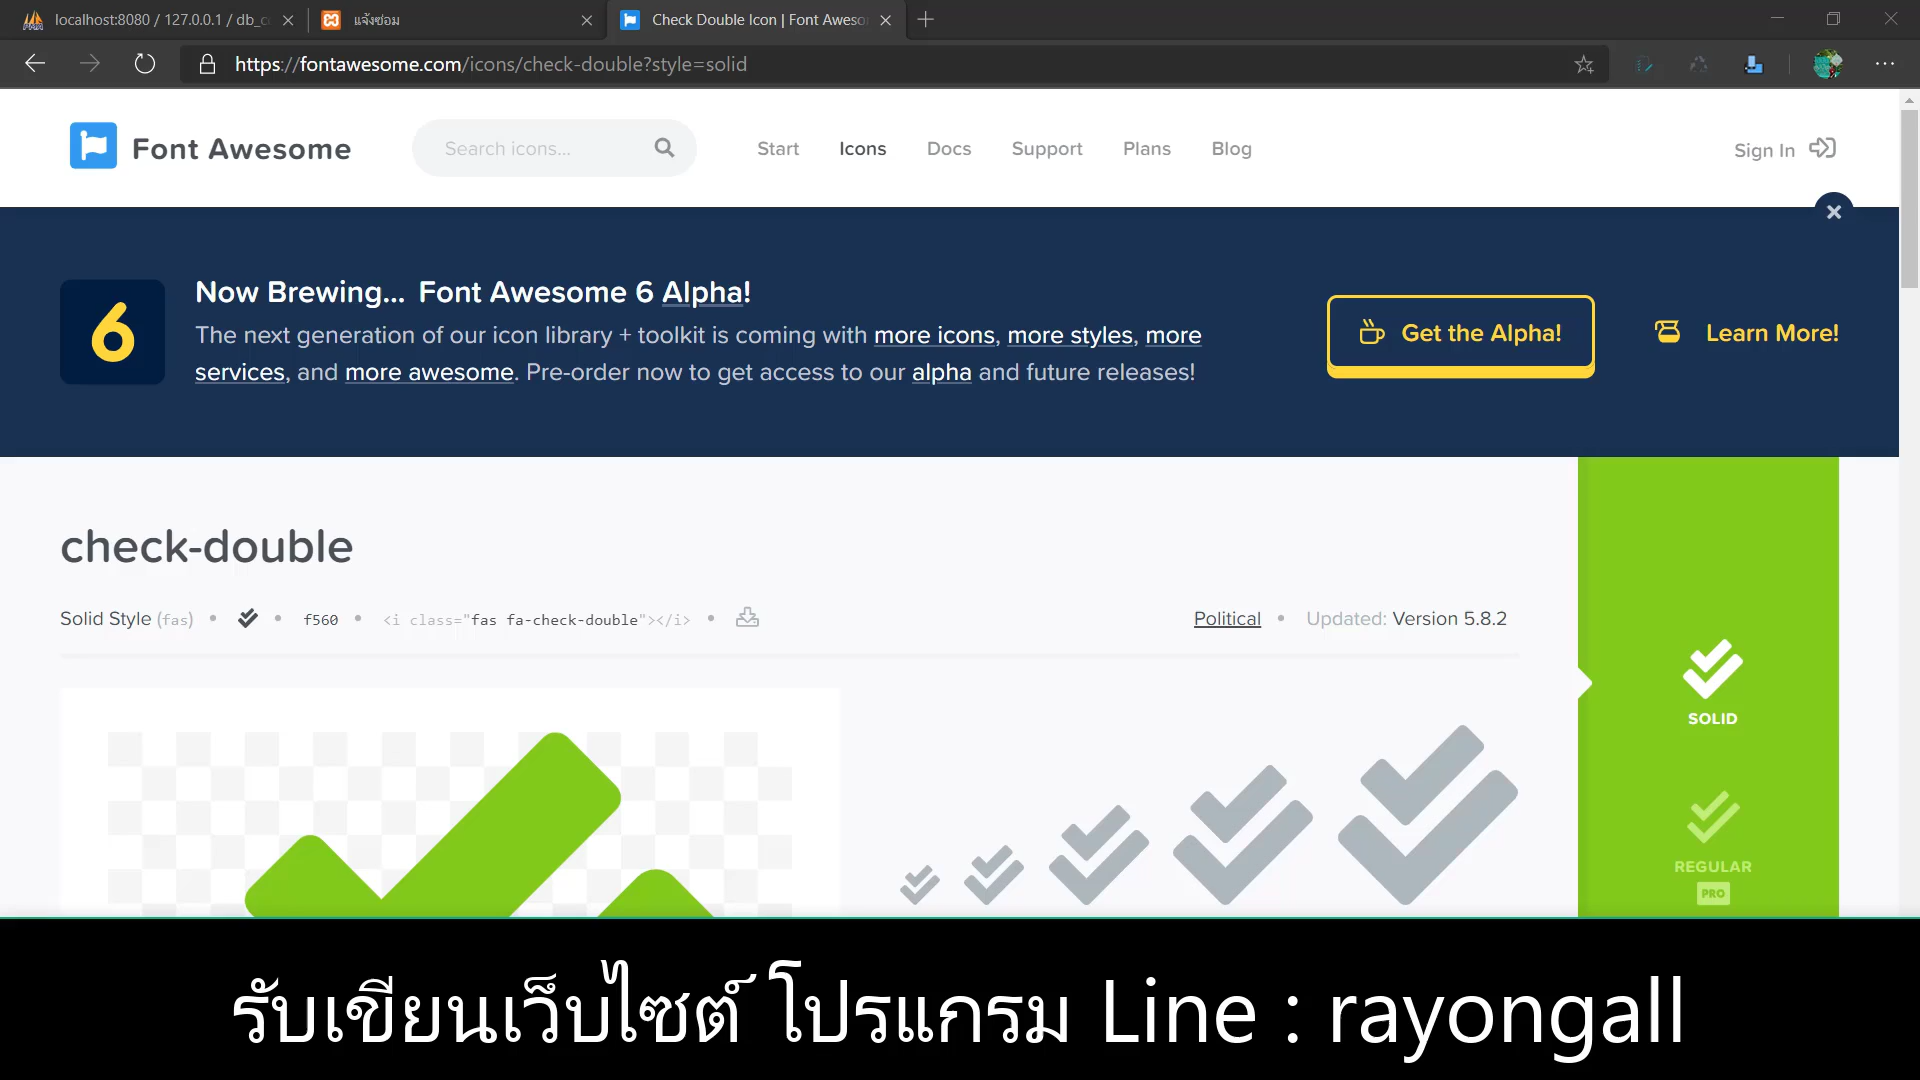 localhost:8080 / 127.0.0.1 / db_c
แจ้งซ่อม
Check Double Icon | Font Aweso
https://fontawesome.com/icons/check-double?style=solid
Font Awesome
Search icons...
Start
Icons
Docs
Support
Plans
Blog
Sign In
6
Now Brewing... Font Awesome 6 Alpha!
The next generation of our icon library + toolkit is coming with more icons, more styles, more
services, and more awesome. Pre-order now to get access to our alpha and future releases!
Get the Alpha!
Learn More!
check-double
Solid Style (fas) • • f560 • <i class="fas fa-check-double"></i> •
Political • Updated: Version 5.8.2
SOLID
REGULAR
PRO
รับเขียนเว็บไซต์ โปรแกรม Line : rayongall